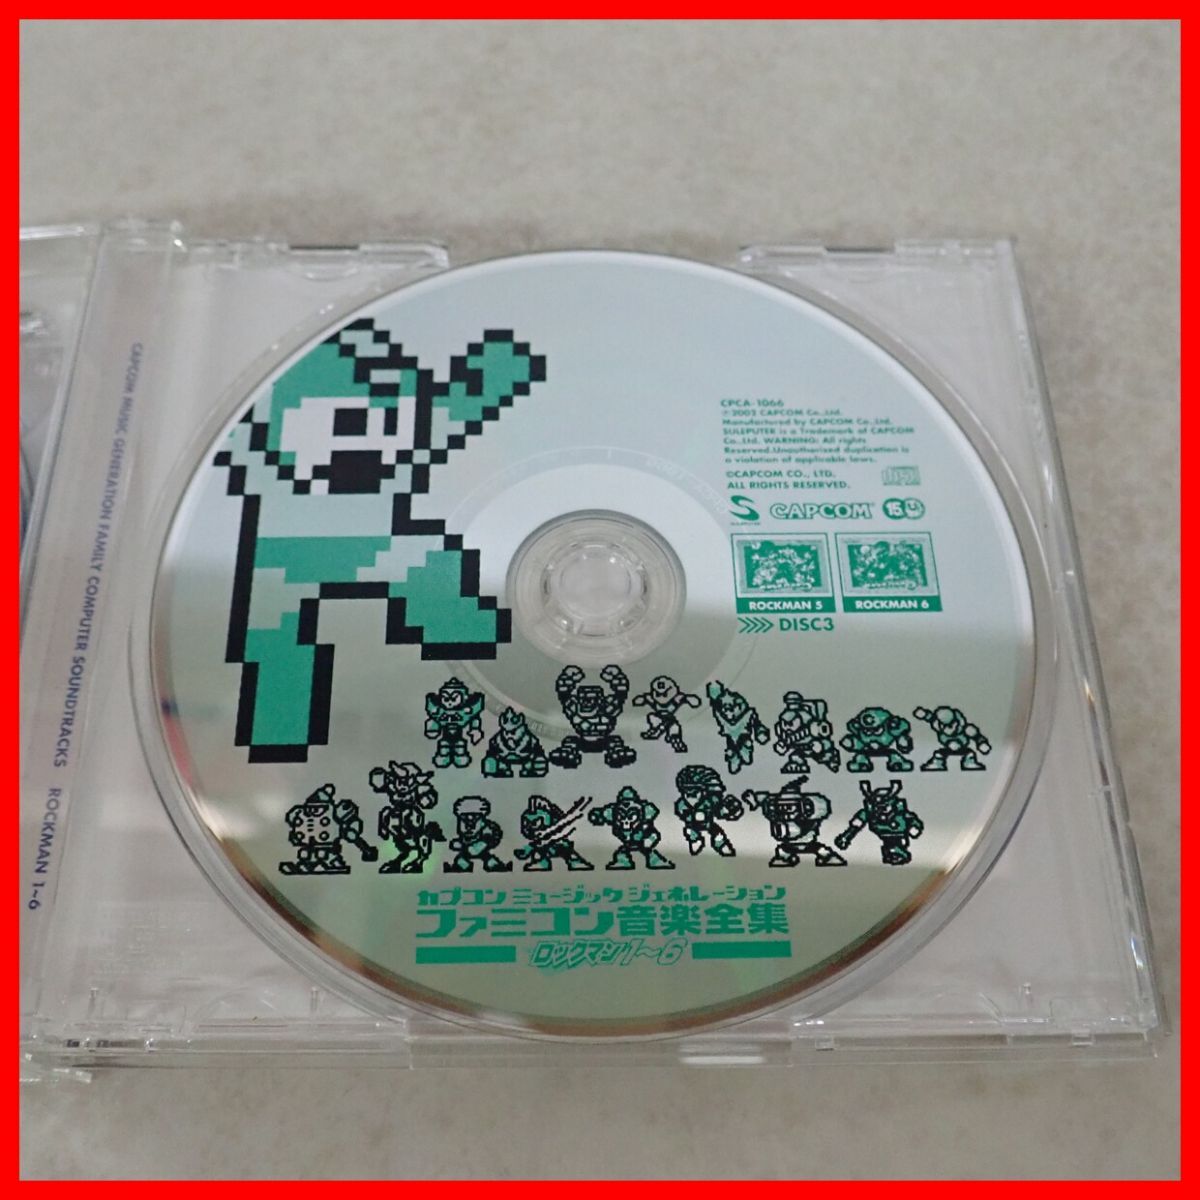 CAPCOM MUSIC GENERATION FAMILY COMPUTER SOUNDTRACKS ROCKMAN 1~6
CPCA-1066
℗2002 CAPCOM Co.,Ltd.
Manufactured by CAPCOM Co.,Ltd.
SULEPUTER is a Trademark of CAPCOM
Co.,Ltd. WARNING: All rights
Reserved.Unauthorized duplication is
a violation of applicable laws.
©CAPCOM CO., LTD.
ALL RIGHTS RESERVED.
SULEPUTER
CAPCOM
15
ROCKMAN 5
ROCKMAN 6
DISC3
カプコン ミュージック ジェネレーション
ファミコン音楽全集
ロックマン1~6